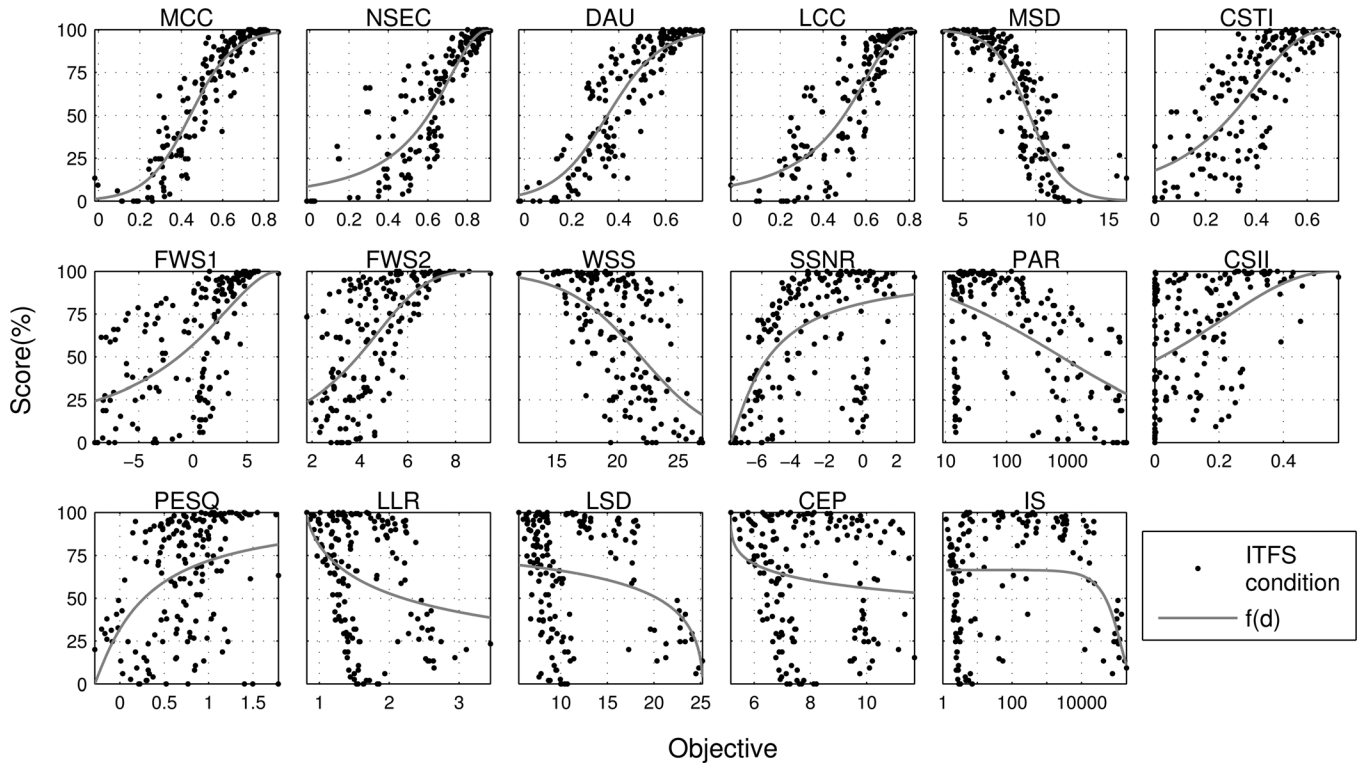 MCC NSEC DAU LCC MSD CSTI
100
75
50
25
0
0 0.2 0.4 0.6 0.8 0 0.2 0.4 0.6 0.8 0 0.2 0.4 0.6 0 0.2 0.4 0.6 0.8 5 10 15 0 0.2 0.4 0.6
FWS1 FWS2 WSS SSNR PAR CSII
100
75
50
25
0
−5 0 5 2 4 6 8 15 20 25 −6 −4 −2 0 2 10 100 1000 0 0.2 0.4
Score(%)
PESQ LLR LSD CEP IS
100
75
50
25
0
0 0.5 1 1.5 1 2 3 10 15 20 25 6 8 10 1 100 10000
ITFS
condition
f(d)
Objective